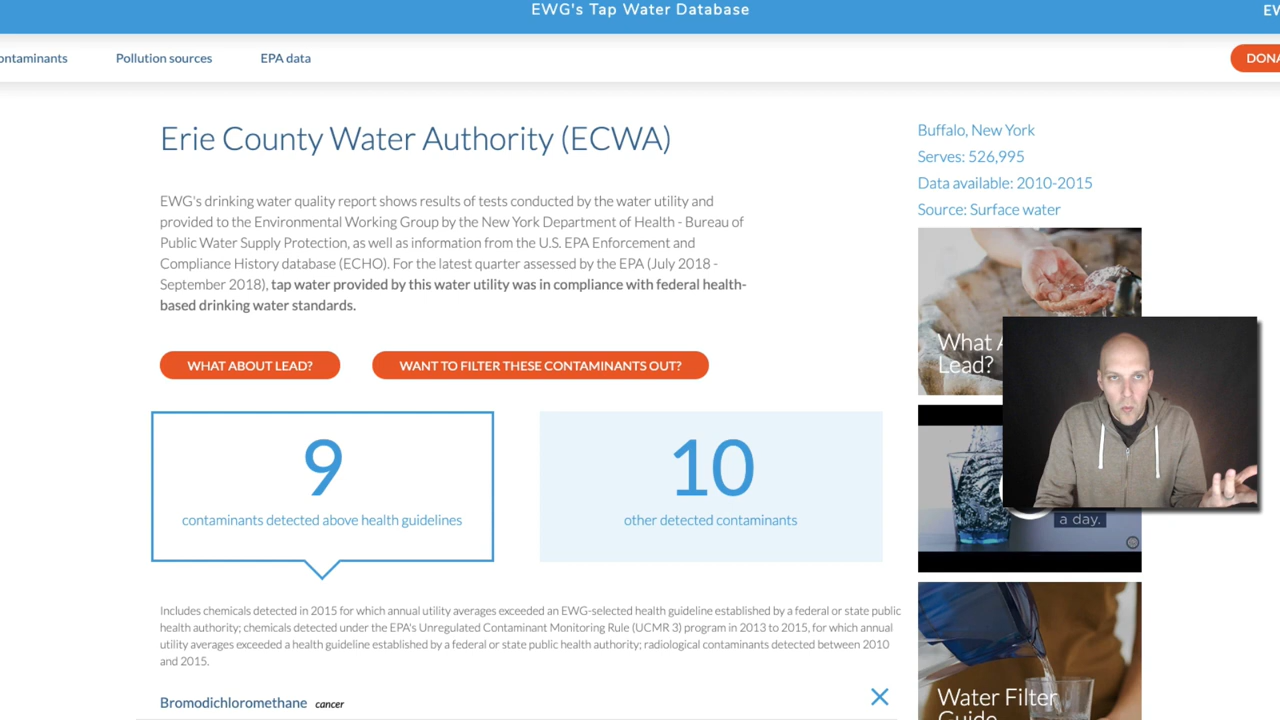 EWG's Tap Water Database
EW
ontaminants
Pollution sources
EPA data
DONA
Erie County Water Authority (ECWA)
EWG's drinking water quality report shows results of tests conducted by the water utility and
provided to the Environmental Working Group by the New York Department of Health - Bureau of
Public Water Supply Protection, as well as information from the U.S. EPA Enforcement and
Compliance History database (ECHO). For the latest quarter assessed by the EPA (July 2018 -
September 2018), tap water provided by this water utility was in compliance with federal health-
based drinking water standards.
WHAT ABOUT LEAD?
WANT TO FILTER THESE CONTAMINANTS OUT?
9
contaminants detected above health guidelines
10
other detected contaminants
Includes chemicals detected in 2015 for which annual utility averages exceeded an EWG-selected health guideline established by a federal or state public
health authority; chemicals detected under the EPA's Unregulated Contaminant Monitoring Rule (UCMR 3) program in 2013 to 2015, for which annual
utility averages exceeded a health guideline established by a federal or state public health authority; radiological contaminants detected between 2010
and 2015.
Bromodichloromethane cancer
Buffalo, New York
Serves: 526,995
Data available: 2010-2015
Source: Surface water
What A
Lead?
a day.
Water Filter
Guide